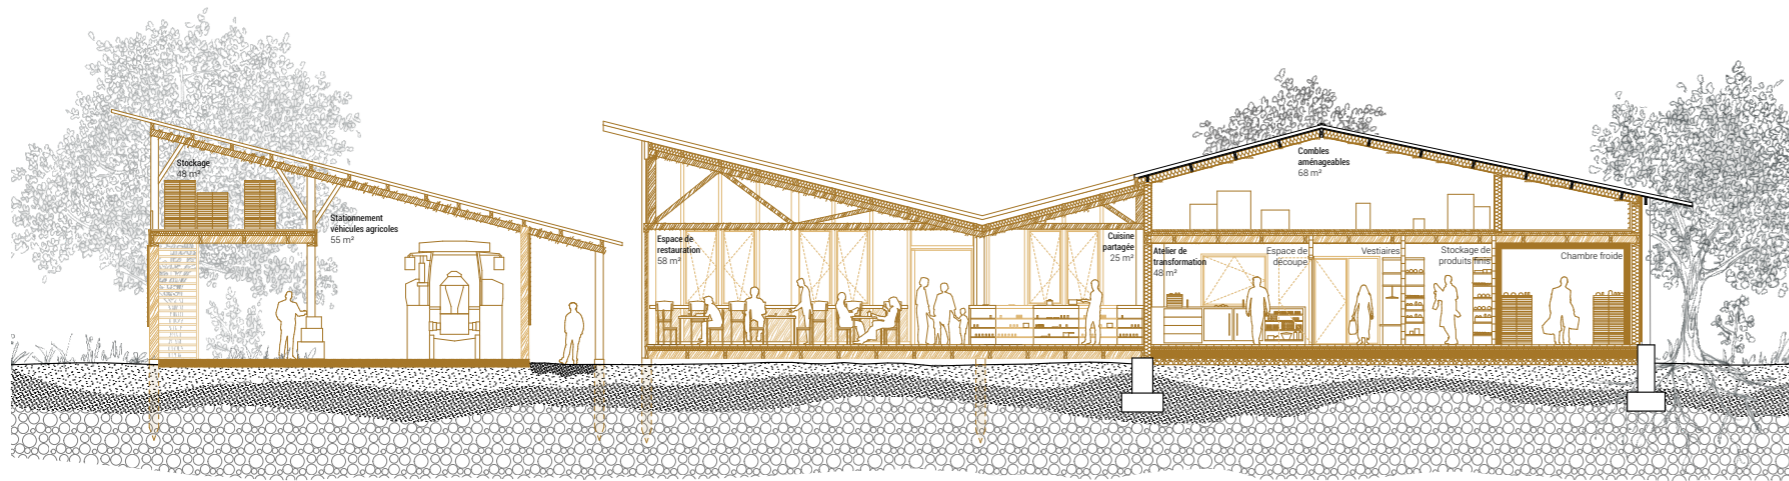 Stockage
48 m²
Stationnement
véhicules agricoles
55 m²
Espace de
restauration
58 m²
Cuisine
partagée
25 m²
Atelier de
transformation
48 m²
Espace de
découpe
Vestiaires
Stockage de
produits finis
Chambre froide
Combles
aménageables
68 m²